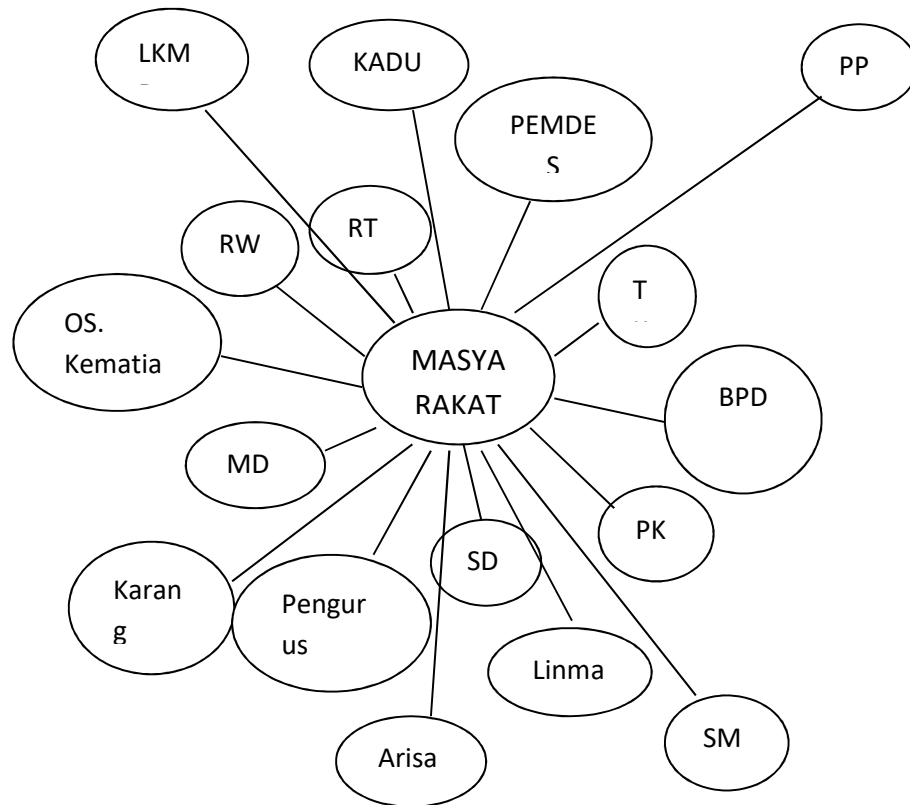 LKM
KADU
PP
PEMDE
S
RW
RT
T
OS.
Kematia
MASYA
RAKAT
BPD
MD
PK
SD
Karan
g
Pengur
us
Linma
SM
Arisa